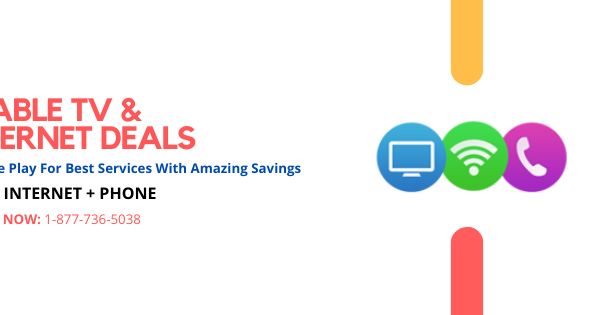 ABLE TV &
ERNET DEALS
e Play For Best Services With Amazing Savings
INTERNET + PHONE
NOW: 1-877-736-5038